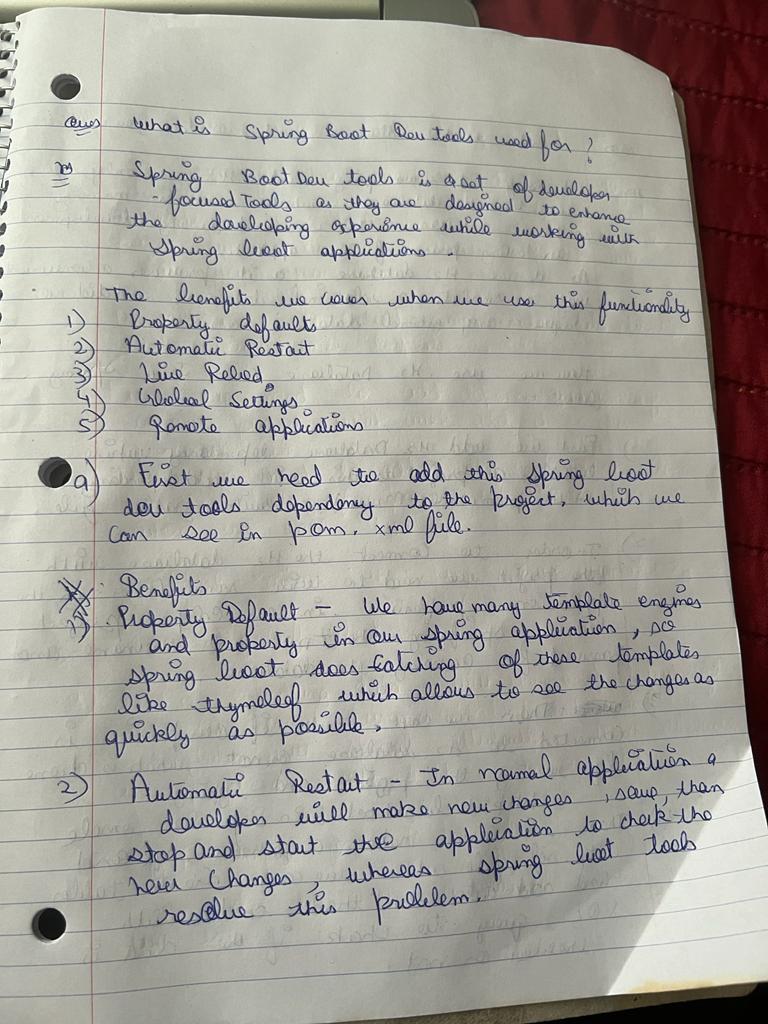 Ques What is Spring Boot Dev tools used for?
Spring Boot Dev tools is a set of developer
- focused Tools as they are designed to enhance
the developing experience while working with
Spring boot applications.
The benefits we cover when we use this functionality
1) Property defaults
2) Automatic Restart
3) Live Reload
4) Global Settings
5) Remote applications
a) First we need to add this Spring boot
dev tools dependency to the project, which we
can see in pom. xml file.
Benefits
1) Property Default - We have many template engines
and property in our spring application, so
spring boot does catching of these templates
like thymeleaf which allows to see the changes as
quickly as possible.
2) Automatic Restart - In normal application a
developer will make new changes, save, than
stop and start the application to check the
new changes, whereas spring boot tools
resolve this problem.